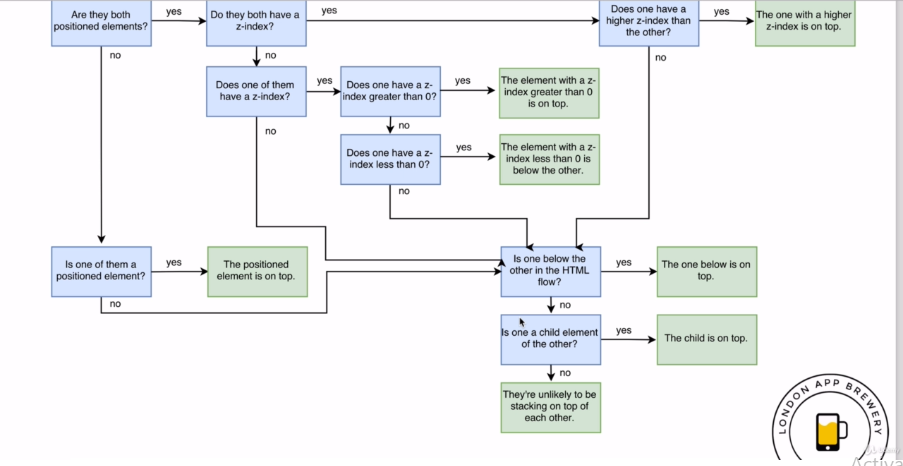 Are they both
positioned elements?
yes
Do they both have a
z-index?
yes
Does one have a
higher z-index than
the other?
yes
The one with a higher
z-index is on top.
no
no
no
Does one of them
have a z-index?
yes
Does one have a z-
index greater than 0?
yes
The element with a z-
index greater than 0
is on top.
no
no
Does one have a z-
index less than 0?
yes
The element with a z-
index less than 0 is
below the other.
no
Is one of them a
positioned element?
yes
The positioned
element is on top.
Is one below the
other in the HTML
flow?
yes
The one below is on
top.
no
no
Is one a child element
of the other?
yes
The child is on top.
no
They're unlikely to be
stacking on top of
each other.
LONDON APP BREWERY